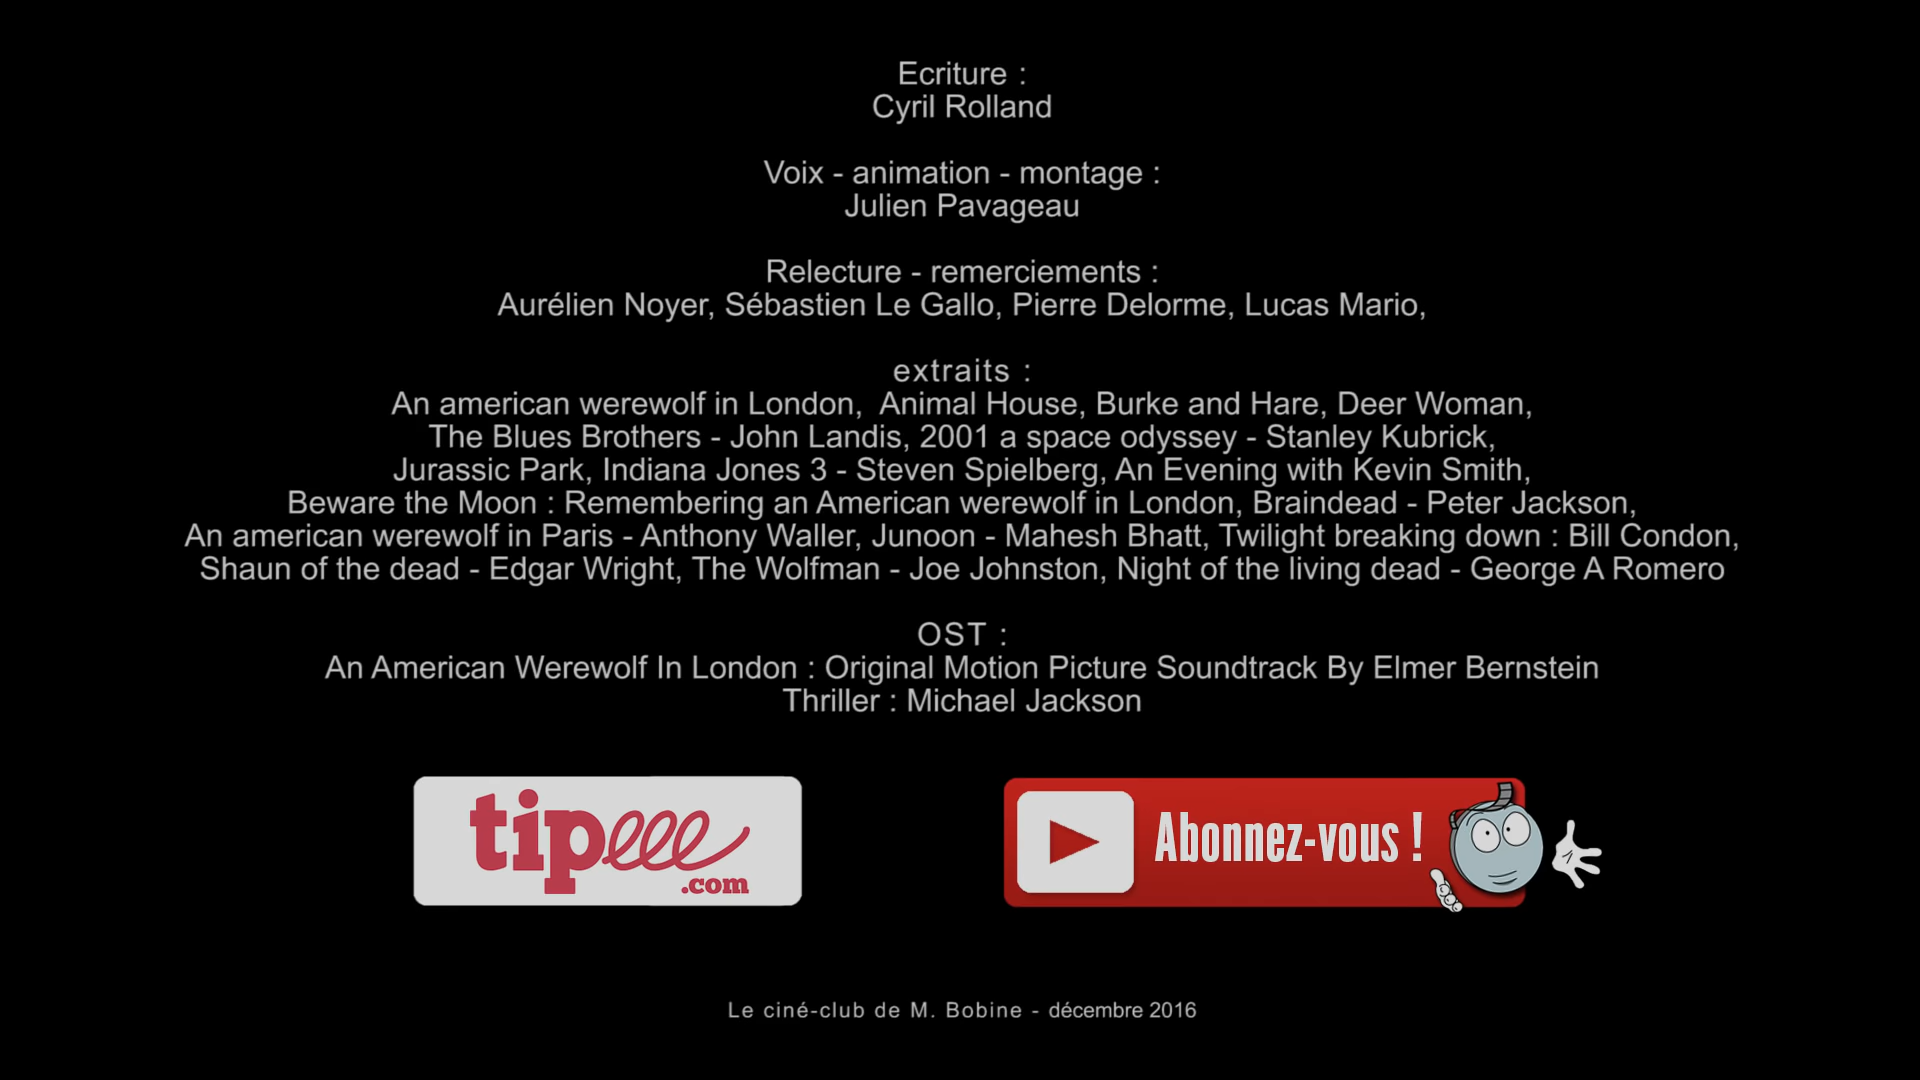 Ecriture :
Cyril Rolland
Voix - animation - montage :
Julien Pavageau
Relecture - remerciements :
Aurélien Noyer, Sébastien Le Gallo, Pierre Delorme, Lucas Mario,
extraits :
An american werewolf in London,  Animal House, Burke and Hare, Deer Woman,
The Blues Brothers - John Landis, 2001 a space odyssey - Stanley Kubrick,
Jurassic Park, Indiana Jones 3 - Steven Spielberg, An Evening with Kevin Smith,
Beware the Moon : Remembering an American werewolf in London, Braindead - Peter Jackson,
An american werewolf in Paris - Anthony Waller, Junoon - Mahesh Bhatt, Twilight breaking down : Bill Condon,
Shaun of the dead - Edgar Wright, The Wolfman - Joe Johnston, Night of the living dead - George A Romero
OST :
An American Werewolf In London : Original Motion Picture Soundtrack By Elmer Bernstein
Thriller : Michael Jackson
tipeee
.com
Abonnez-vous !
Le ciné-club de M. Bobine - décembre 2016